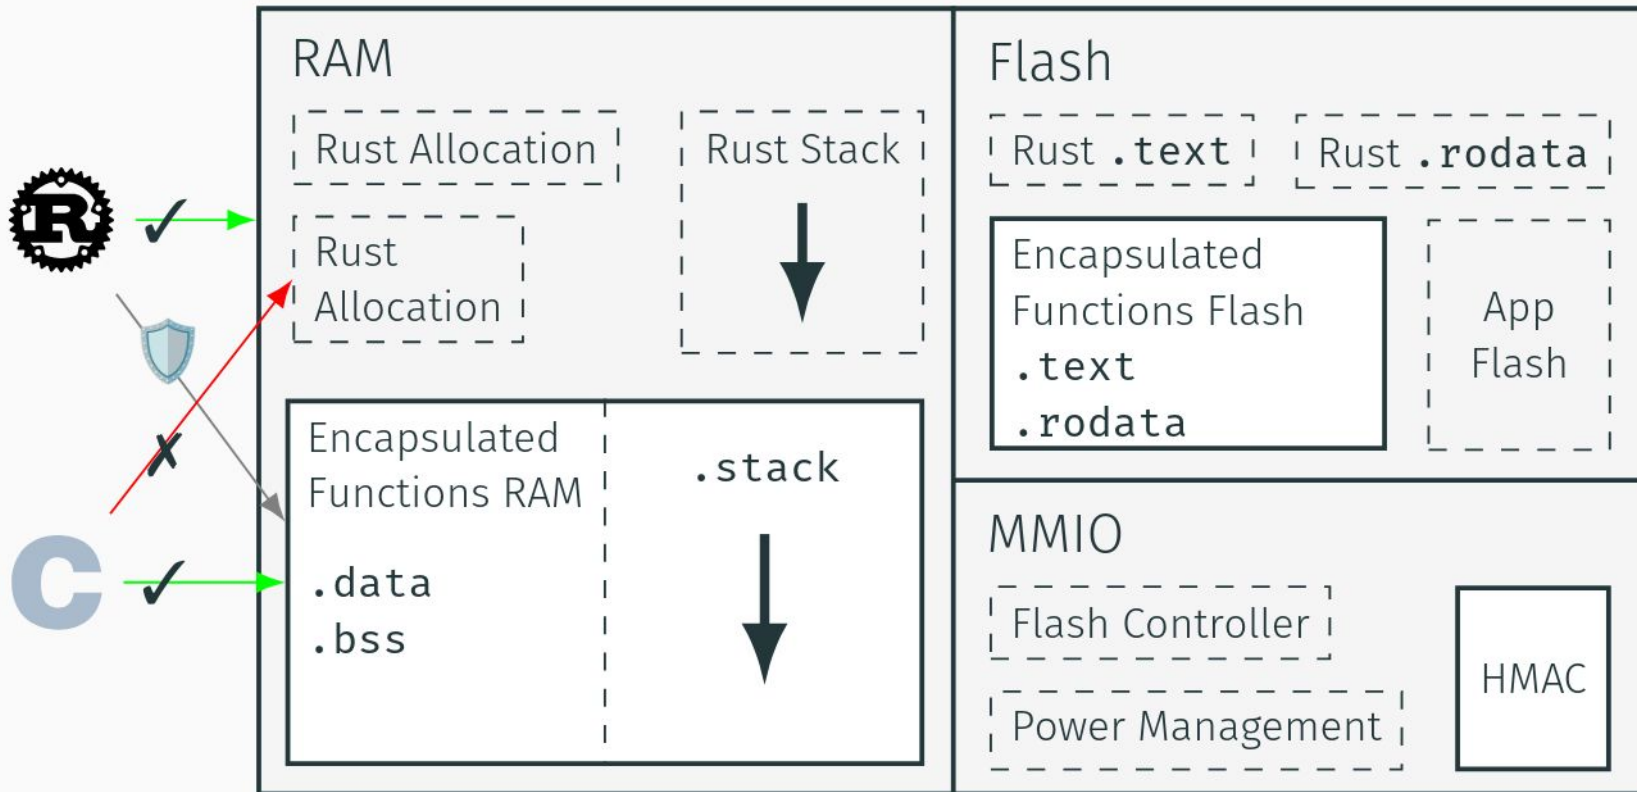 RAM
Rust Allocation
Rust Stack
Rust
Allocation
Encapsulated
Functions RAM
.data
.bss
.stack
Flash
Rust .text
Rust .rodata
Encapsulated
Functions Flash
.text
.rodata
App
Flash
MMIO
Flash Controller
Power Management
HMAC
R
C